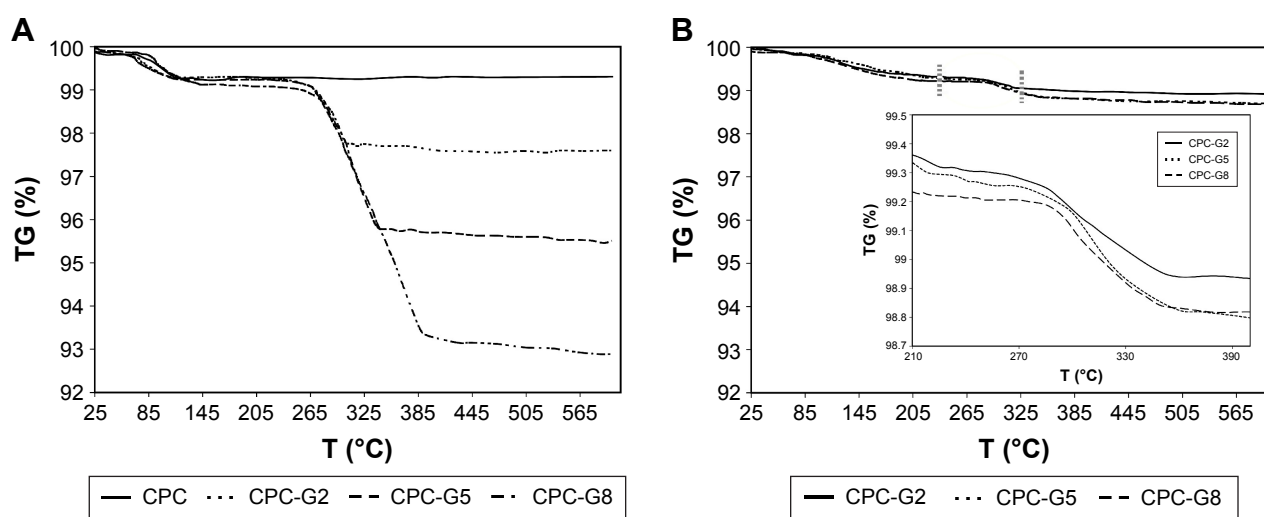 A
TG (%)
100
99
98
97
96
95
94
93
92
25 85 145 205 265 325 385 445 505 565
T (°C)
CPC CPC-G2 CPC-G5 CPC-G8
B
TG (%)
100
99
98
97
96
95
94
93
92
25 85 145 205 265 325 385 445 505 565
T (°C)
TG (%)
99.5
99.4
99.3
99.2
99.1
99
98.9
98.8
98.7
210 270 330 390
T (°C)
CPC-G2
CPC-G5
CPC-G8
CPC-G2 CPC-G5 CPC-G8